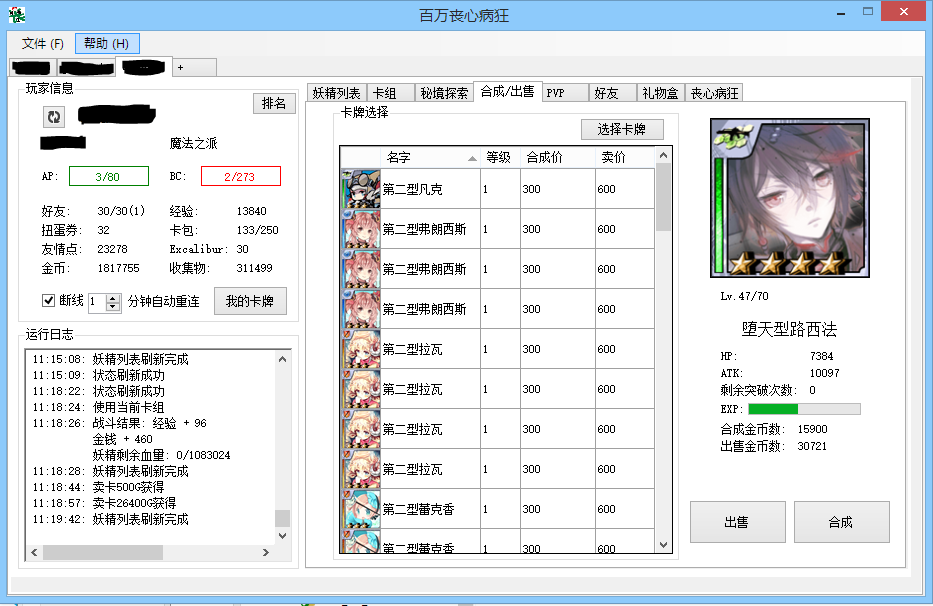 百万丧心病狂
文件 (F) 帮助 (H)
+
玩家信息
排名
魔法之派
AP: 3/80 BC: 2/273
好友: 30/30(1) 经验: 13840
扭蛋券: 32 卡包: 133/250
友情点: 23278 Excalibur: 30
金币: 1817755 收集物: 311499
断线 1 分钟自动重连 我的卡牌
运行日志
11:15:08: 妖精列表刷新完成
11:15:09: 状态刷新成功
11:18:22: 状态刷新成功
11:18:24: 使用当前卡组
11:18:26: 战斗结果: 经验 + 96
金钱 + 460
妖精剩余血量: 0/1083024
11:18:28: 妖精列表刷新完成
11:18:44: 卖卡500G获得
11:18:57: 卖卡26400G获得
11:19:42: 妖精列表刷新完成
妖精列表 卡组 秘境探索 合成/出售 PVP 好友 礼物盒 丧心病狂
卡牌选择
选择卡牌
名字 等级 合成价 卖价
第二型凡克 1 300 600
第二型弗朗西斯 1 300 600
第二型弗朗西斯 1 300 600
第二型弗朗西斯 1 300 600
第二型拉瓦 1 300 600
第二型拉瓦 1 300 600
第二型拉瓦 1 300 600
第二型拉瓦 1 300 600
第二型蕃克香 1 300 600
第二型蕃克香 1 300 600
Lv.47/70
堕天型路西法
HP: 7384
ATK: 10097
剩余突破次数: 0
EXP:
合成金币数: 15900
出售金币数: 30721
出售 合成